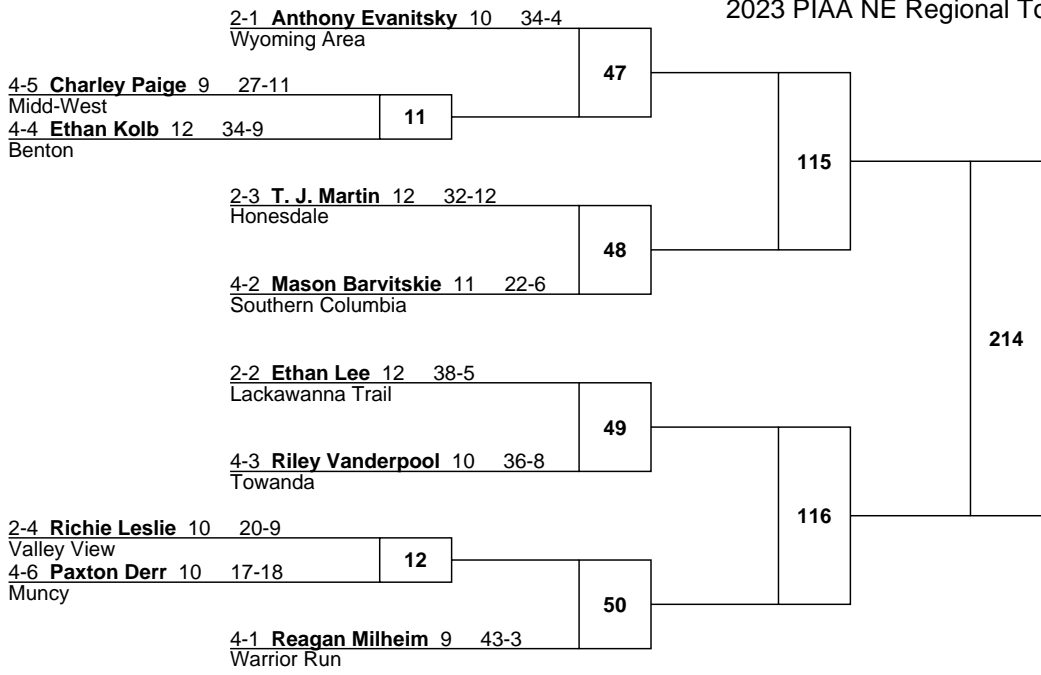 2023 PIAA NE Regional To
2-1 Anthony Evanitsky 10 34-4
Wyoming Area
47
4-5 Charley Paige 9 27-11
Midd-West
11
4-4 Ethan Kolb 12 34-9
Benton
115
2-3 T. J. Martin 12 32-12
Honesdale
48
4-2 Mason Barvitskie 11 22-6
Southern Columbia
214
2-2 Ethan Lee 12 38-5
Lackawanna Trail
49
4-3 Riley Vanderpool 10 36-8
Towanda
116
2-4 Richie Leslie 10 20-9
Valley View
12
4-6 Paxton Derr 10 17-18
Muncy
50
4-1 Reagan Milheim 9 43-3
Warrior Run